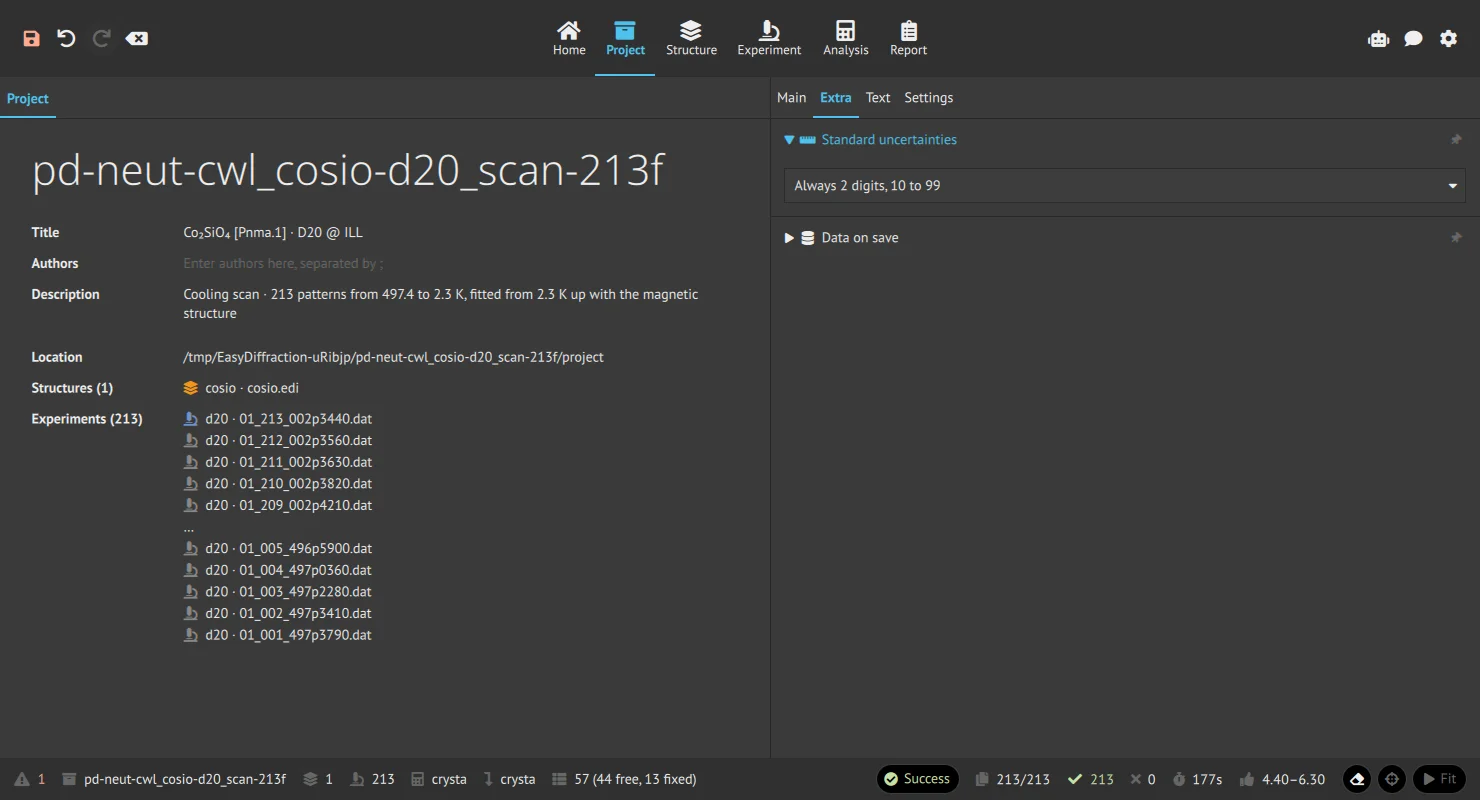 Home
Project
Structure
Experiment
Analysis
Report
Project
Main
Extra
Text
Settings
pd-neut-cwl_cosio-d20_scan-213f
Title
Co₂SiO₄ [Pnma.1] · D20 @ ILL
Authors
Enter authors here, separated by ;
Description
Cooling scan · 213 patterns from 497.4 to 2.3 K, fitted from 2.3 K up with the magnetic
structure
Location
/tmp/EasyDiffraction-uRibjp/pd-neut-cwl_cosio-d20_scan-213f/project
Structures (1)
cosio · cosio.edi
Experiments (213)
d20 · 01_213_002p3440.dat
d20 · 01_212_002p3560.dat
d20 · 01_211_002p3630.dat
d20 · 01_210_002p3820.dat
d20 · 01_209_002p4210.dat
...
d20 · 01_005_496p5900.dat
d20 · 01_004_497p0360.dat
d20 · 01_003_497p2280.dat
d20 · 01_002_497p3410.dat
d20 · 01_001_497p3790.dat
Standard uncertainties
Always 2 digits, 10 to 99
Data on save
1
pd-neut-cwl_cosio-d20_scan-213f
1
213
crysta
crysta
57 (44 free, 13 fixed)
Success
213/213
213
0
177s
4.40–6.30
Fit